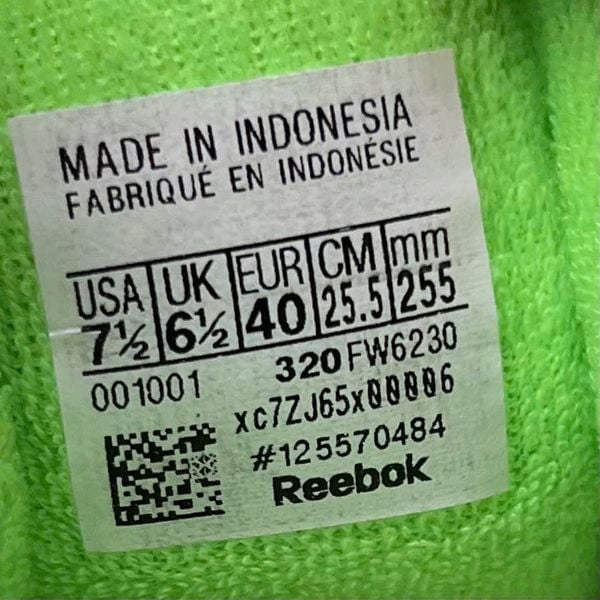 MADE IN INDONESIA
FABRIQUÉ EN INDONÉSIE
USA UK EUR CM mm
7½ 6½ 40 25.5 255
001001 320 FW6230
xc7ZJ65x00006
#125570484
Reebok